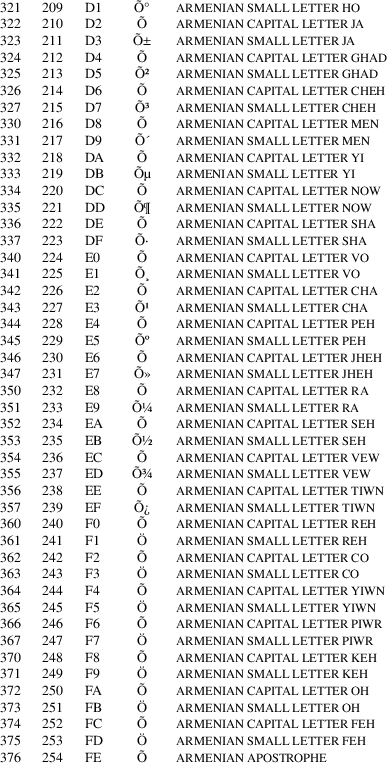 321 209 D1 Õ° ARMENIAN SMALL LETTER HO
322 210 D2 Õ ARMENIAN CAPITAL LETTER JA
323 211 D3 Õ± ARMENIAN SMALL LETTER JA
324 212 D4 Õ ARMENIAN CAPITAL LETTER GHAD
325 213 D5 Õ² ARMENIAN SMALL LETTER GHAD
326 214 D6 Õ ARMENIAN CAPITAL LETTER CHEH
327 215 D7 Õ³ ARMENIAN SMALL LETTER CHEH
330 216 D8 Õ ARMENIAN CAPITAL LETTER MEN
331 217 D9 Õ´ ARMENIAN SMALL LETTER MEN
332 218 DA Õ ARMENIAN CAPITAL LETTER YI
333 219 DB Õµ ARMENIAN SMALL LETTER YI
334 220 DC Õ ARMENIAN CAPITAL LETTER NOW
335 221 DD Õ¶ ARMENIAN SMALL LETTER NOW
336 222 DE Õ ARMENIAN CAPITAL LETTER SHA
337 223 DF Õ· ARMENIAN SMALL LETTER SHA
340 224 E0 Õ ARMENIAN CAPITAL LETTER VO
341 225 E1 Õ¸ ARMENIAN SMALL LETTER VO
342 226 E2 Õ ARMENIAN CAPITAL LETTER CHA
343 227 E3 Õ¹ ARMENIAN SMALL LETTER CHA
344 228 E4 Õ ARMENIAN CAPITAL LETTER PEH
345 229 E5 Õº ARMENIAN SMALL LETTER PEH
346 230 E6 Õ ARMENIAN CAPITAL LETTER JHEH
347 231 E7 Õ» ARMENIAN SMALL LETTER JHEH
350 232 E8 Õ ARMENIAN CAPITAL LETTER RA
351 233 E9 Õ¼ ARMENIAN SMALL LETTER RA
352 234 EA Õ ARMENIAN CAPITAL LETTER SEH
353 235 EB Õ½ ARMENIAN SMALL LETTER SEH
354 236 EC Õ ARMENIAN CAPITAL LETTER VEW
355 237 ED Õ¾ ARMENIAN SMALL LETTER VEW
356 238 EE Õ ARMENIAN CAPITAL LETTER TIWN
357 239 EF Õ¿ ARMENIAN SMALL LETTER TIWN
360 240 F0 Õ ARMENIAN CAPITAL LETTER REH
361 241 F1 Ö ARMENIAN SMALL LETTER REH
362 242 F2 Õ ARMENIAN CAPITAL LETTER CO
363 243 F3 Ö ARMENIAN SMALL LETTER CO
364 244 F4 Õ ARMENIAN CAPITAL LETTER YIWN
365 245 F5 Ö ARMENIAN SMALL LETTER YIWN
366 246 F6 Õ ARMENIAN CAPITAL LETTER PIWR
367 247 F7 Ö ARMENIAN SMALL LETTER PIWR
370 248 F8 Õ ARMENIAN CAPITAL LETTER KEH
371 249 F9 Ö ARMENIAN SMALL LETTER KEH
372 250 FA Õ ARMENIAN CAPITAL LETTER OH
373 251 FB Ö ARMENIAN SMALL LETTER OH
374 252 FC Õ ARMENIAN CAPITAL LETTER FEH
375 253 FD Ö ARMENIAN SMALL LETTER FEH
376 254 FE Õ ARMENIAN APOSTROPHE